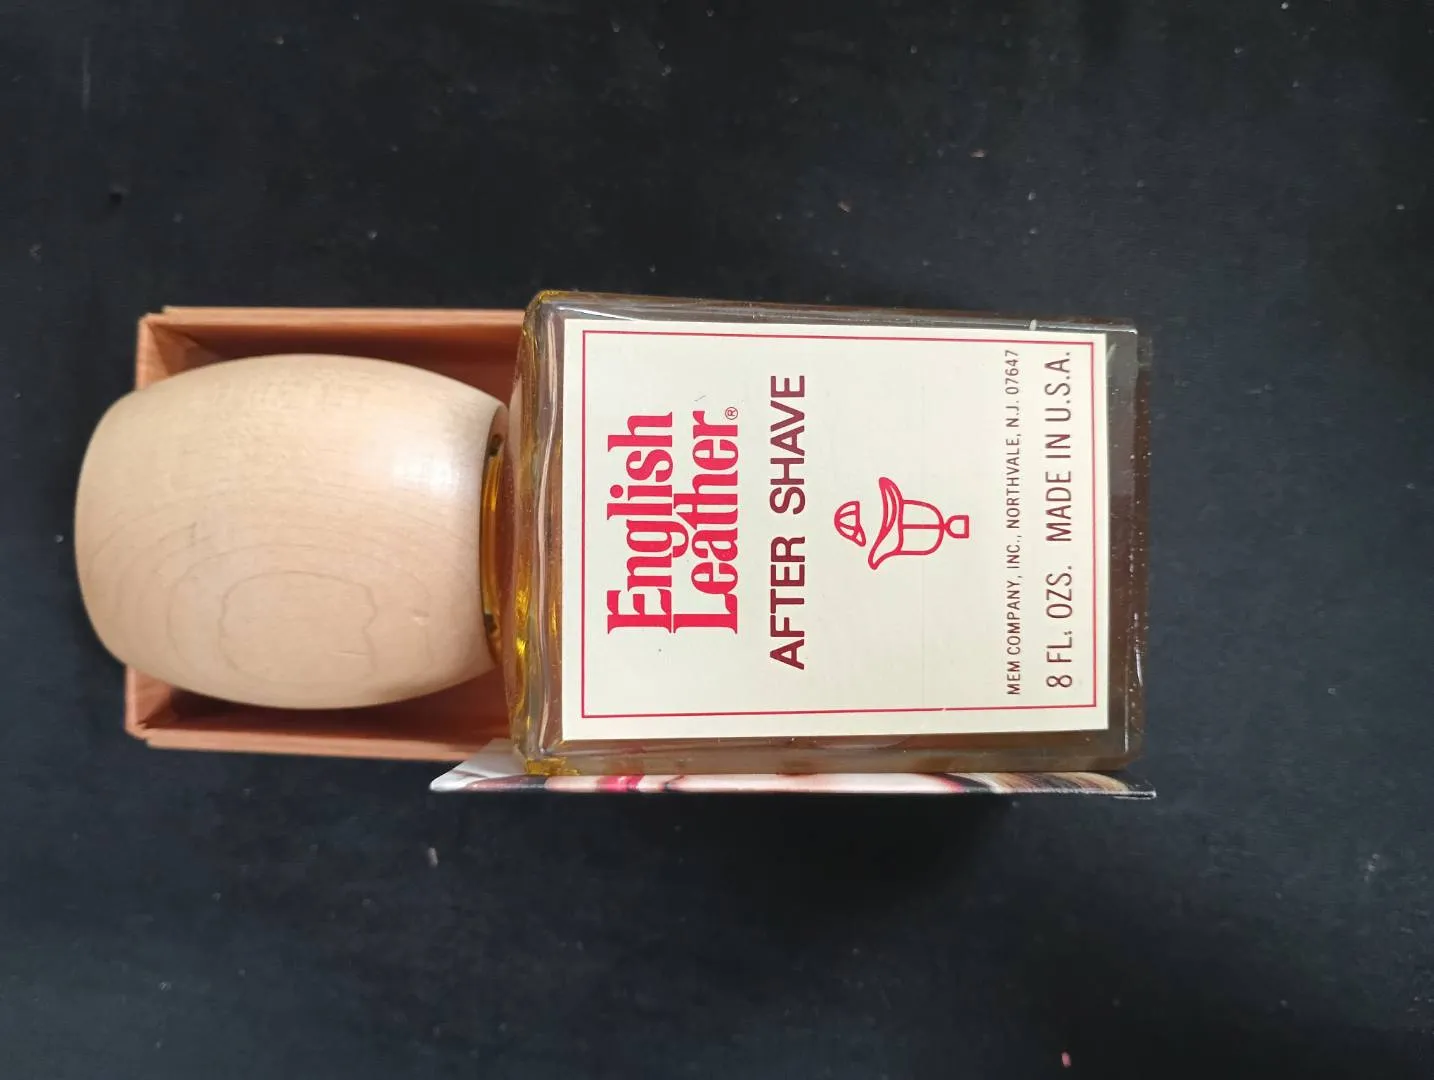 English
Leather®
AFTER SHAVE
MEM COMPANY, INC., NORTHVALE, N.J. 07647
8 FL. OZS. MADE IN U.S.A.